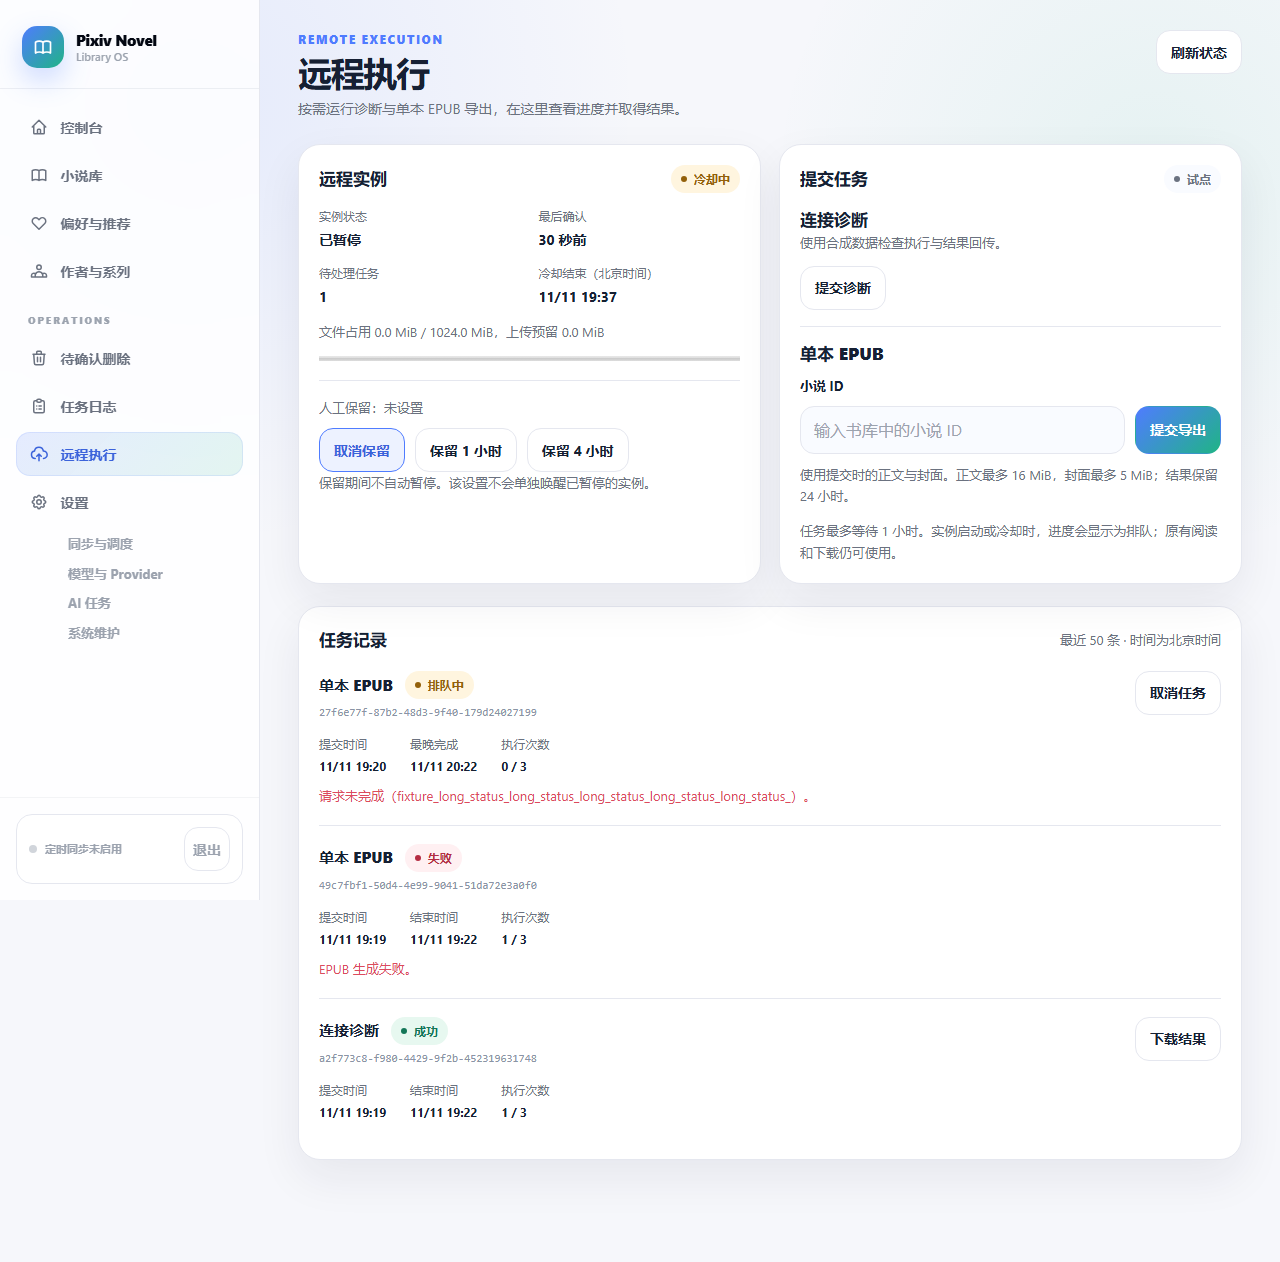 Pixiv Novel
Library OS
控制台
小说库
偏好与推荐
作者与系列
OPERATIONS
待确认删除
任务日志
远程执行
设置
同步与调度
模型与 Provider
AI 任务
系统维护
定时同步未启用
退出
REMOTE EXECUTION
远程执行
按需运行诊断与单本 EPUB 导出，在这里查看进度并取得结果。
刷新状态
远程实例
冷却中
实例状态
最后确认
已暂停
30 秒前
待处理任务
冷却结束（北京时间）
1
11/11 19:37
文件占用 0.0 MiB / 1024.0 MiB，上传预留 0.0 MiB
人工保留：未设置
取消保留
保留 1 小时
保留 4 小时
保留期间不自动暂停。该设置不会单独唤醒已暂停的实例。
提交任务
试点
连接诊断
使用合成数据检查执行与结果回传。
提交诊断
单本 EPUB
小说 ID
输入书库中的小说 ID
提交导出
使用提交时的正文与封面。正文最多 16 MiB，封面最多 5 MiB；结果保留
24 小时。
任务最多等待 1 小时。实例启动或冷却时，进度会显示为排队；原有阅读
和下载仍可使用。
任务记录
最近 50 条 · 时间为北京时间
单本 EPUB
排队中
取消任务
27f6e77f-87b2-48d3-9f40-179d24027199
提交时间
最晚完成
执行次数
11/11 19:20
11/11 20:22
0 / 3
请求未完成（fixture_long_status_long_status_long_status_long_status_long_status_）。
单本 EPUB
失败
49c7fbf1-50d4-4e99-9041-51da72e3a0f0
提交时间
结束时间
执行次数
11/11 19:19
11/11 19:22
1 / 3
EPUB 生成失败。
连接诊断
成功
下载结果
a2f773c8-f980-4429-9f2b-452319631748
提交时间
结束时间
执行次数
11/11 19:19
11/11 19:22
1 / 3